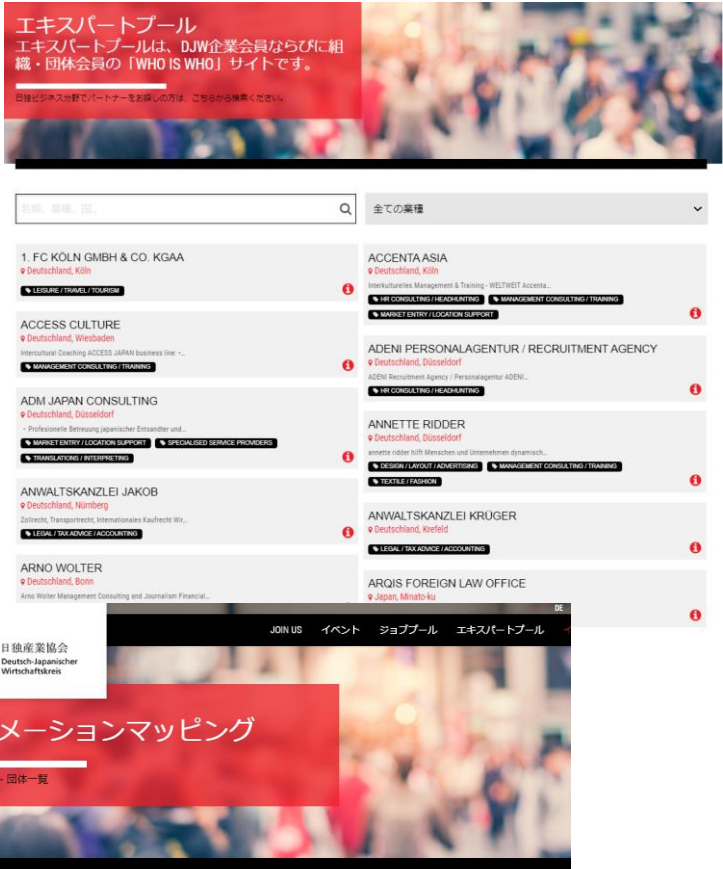 エキスパートプール
エキスパートプールは、DJW企業会員ならびに組
織・団体会員の「WHO IS WHO」サイトです。
日独ビジネス分野でパートナーをお探しの方は、こちらから検索ください。
名前、業種、国...
全ての業種
1. FC KÖLN GMBH & CO. KGAA
Deutschland, Köln
LEISURE / TRAVEL / TOURISM
ACCESS CULTURE
Deutschland, Wiesbaden
Intercultural Coaching ACCESS JAPAN business line: •...
MANAGEMENT CONSULTING / TRAINING
ADM JAPAN CONSULTING
Deutschland, Düsseldorf
・Profesionelle Betreuung japanischer Entsandter und...
MARKET ENTRY / LOCATION SUPPORT
SPECIALISED SERVICE PROVIDERS
TRANSLATIONS / INTERPRETING
ANWALTSKANZLEI JAKOB
Deutschland, Nürnberg
Zollrecht, Transportrecht, Internationales Kaufrecht Wir...
LEGAL / TAX ADVICE / ACCOUNTING
ARNO WOLTER
Deutschland, Bonn
Arno Wolter Management Consulting and Journalism Financial...
ACCENTA ASIA
Deutschland, Köln
Interkulturelles Management & Training - WELTWEIT Accenta...
HR CONSULTING / HEADHUNTING
MANAGEMENT CONSULTING / TRAINING
MARKET ENTRY / LOCATION SUPPORT
ADENI PERSONALAGENTUR / RECRUITMENT AGENCY
Deutschland, Düsseldorf
ADENI Recruitment Agency / Personalagentur ADENI...
HR CONSULTING / HEADHUNTING
ANNETTE RIDDER
Deutschland, Düsseldorf
annette ridder hilft Menschen und Unternehmen dynamisch...
DESIGN / LAYOUT / ADVERTISING
MANAGEMENT CONSULTING / TRAINING
TEXTILE / FASHION
ANWALTSKANZLEI KRÜGER
Deutschland, Krefeld
LEGAL / TAX ADVICE / ACCOUNTING
ARQIS FOREIGN LAW OFFICE
Japan, Minato-ku
DE
JOIN US イベント ジョブプール エキスパートプール
日独産業協会
Deutsch-Japanischer
Wirtschaftskreis
メーションマッピング
・団体一覧